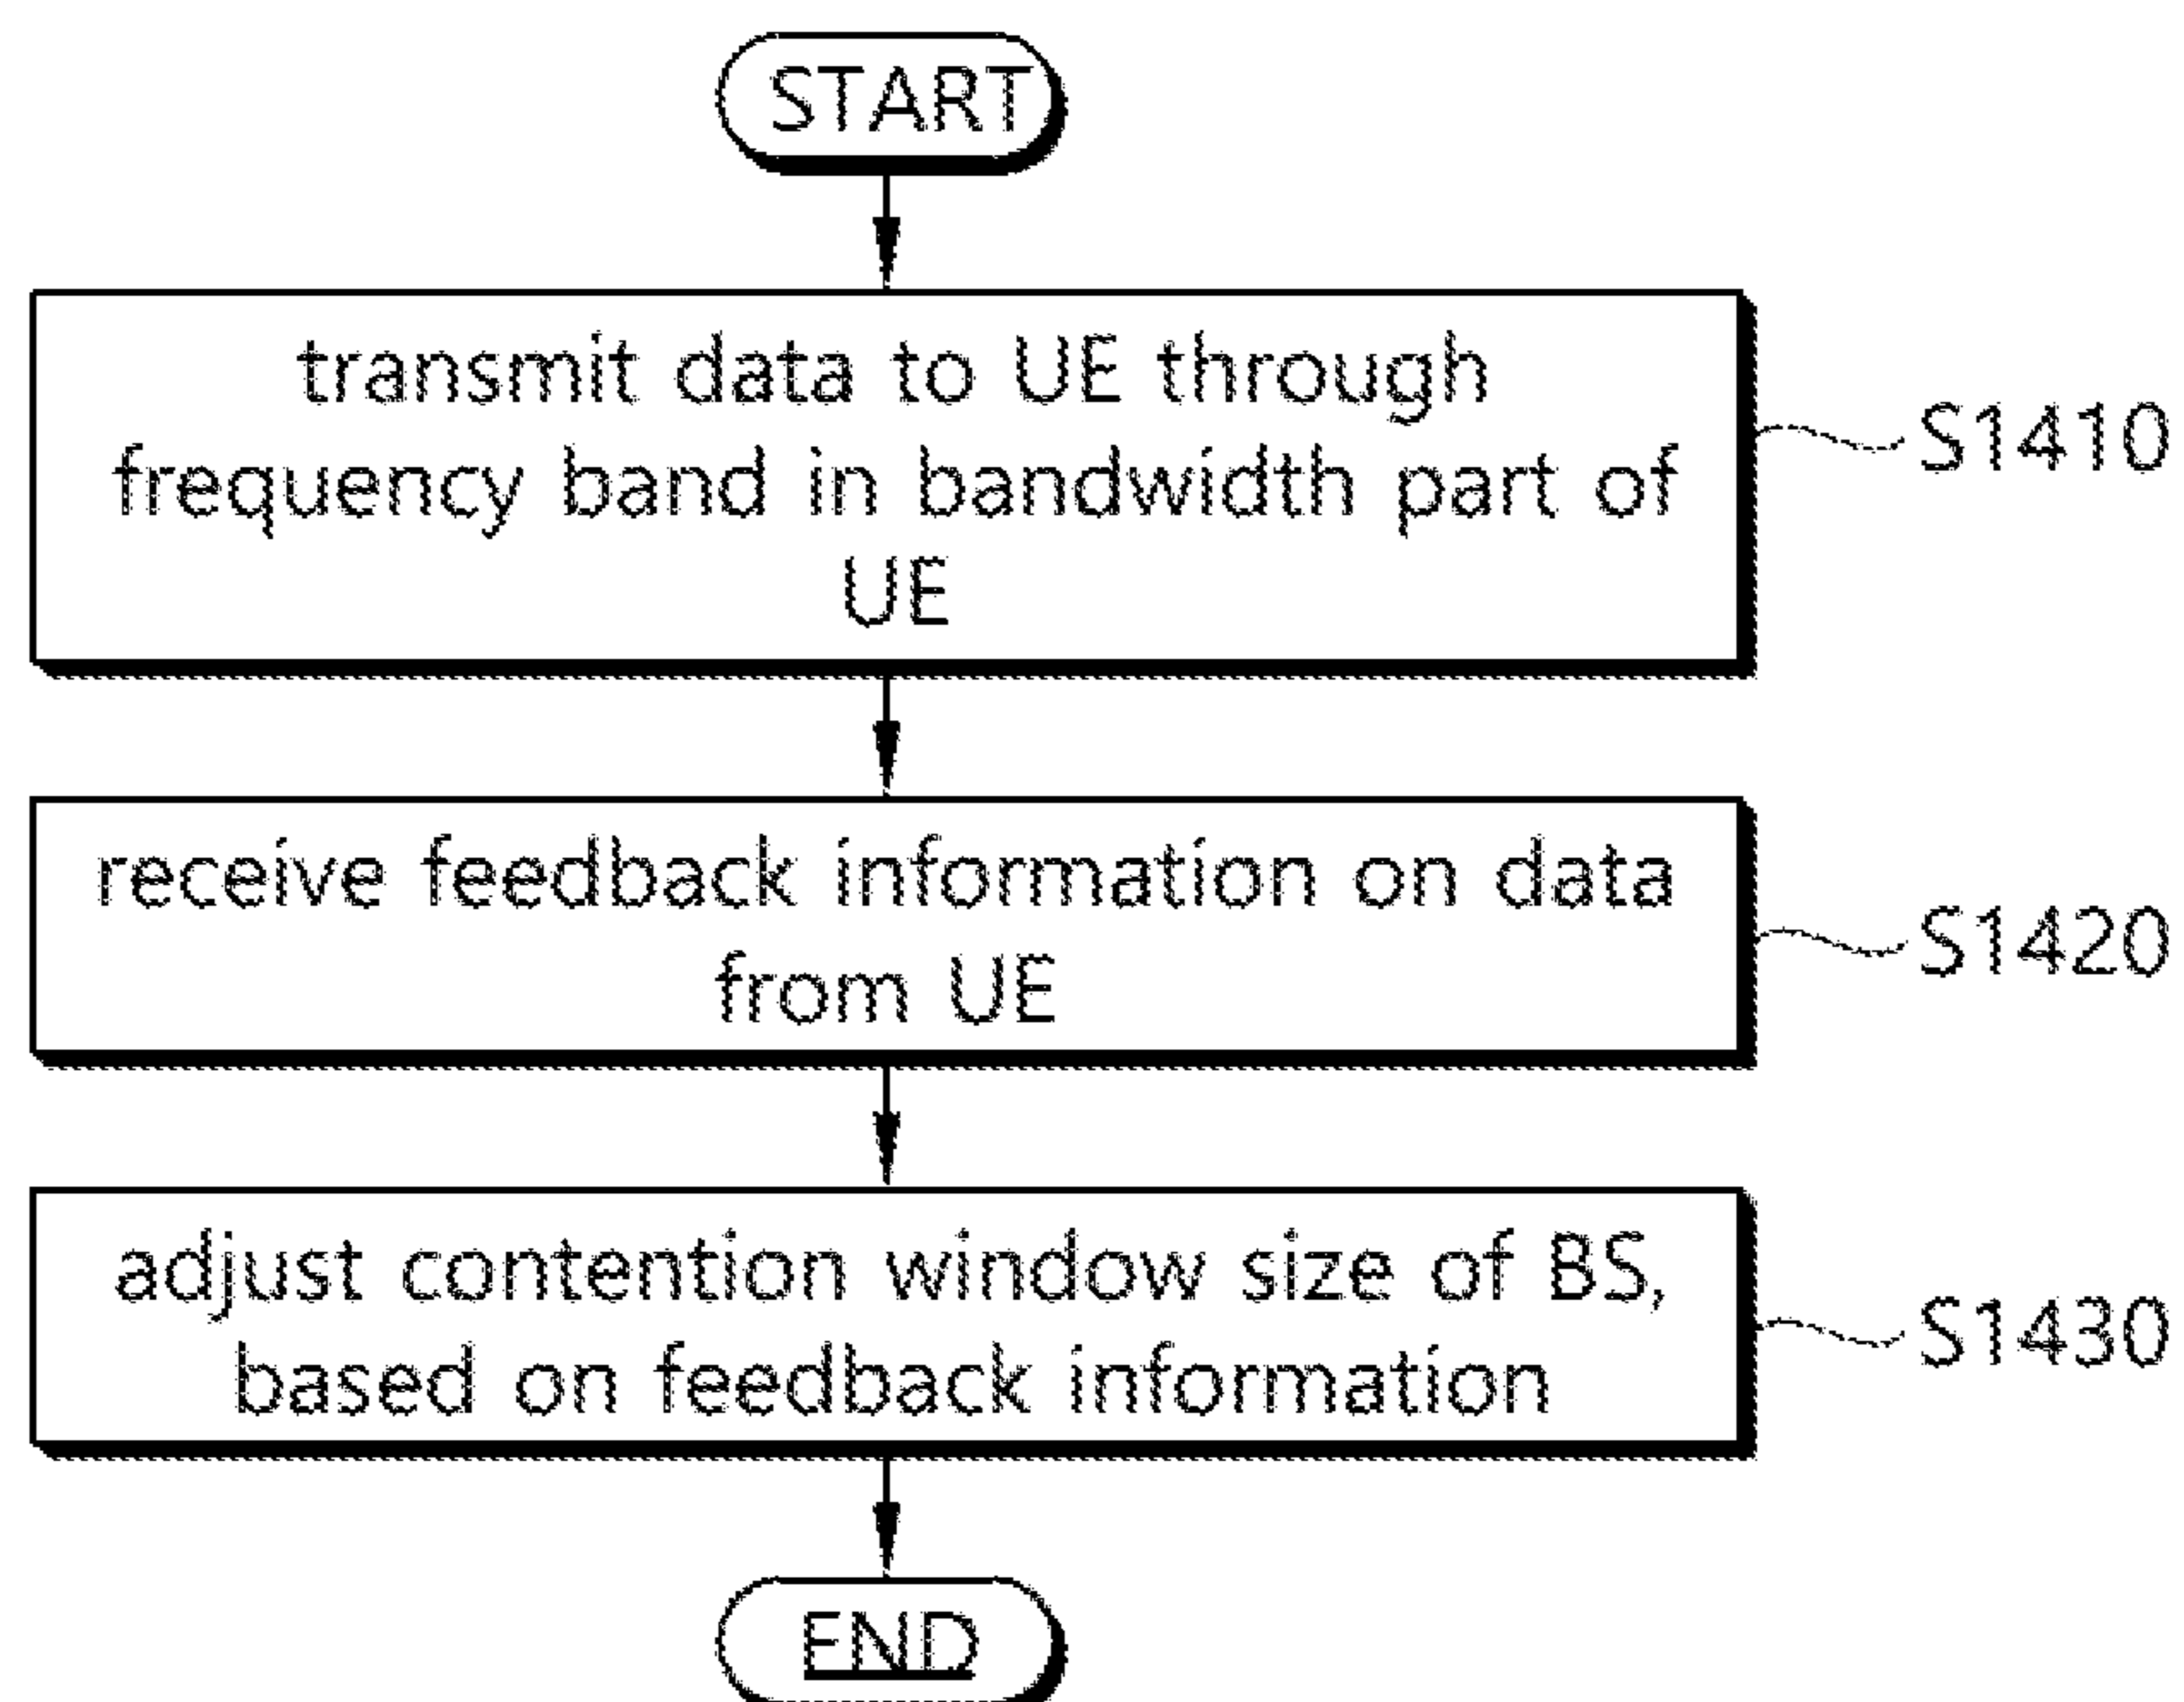 START
transmit data to UE through
frequency band in bandwidth part of
UE
S1410
receive feedback information on data
from UE
S1420
adjust contention window size of BS,
based on feedback information
S1430
END